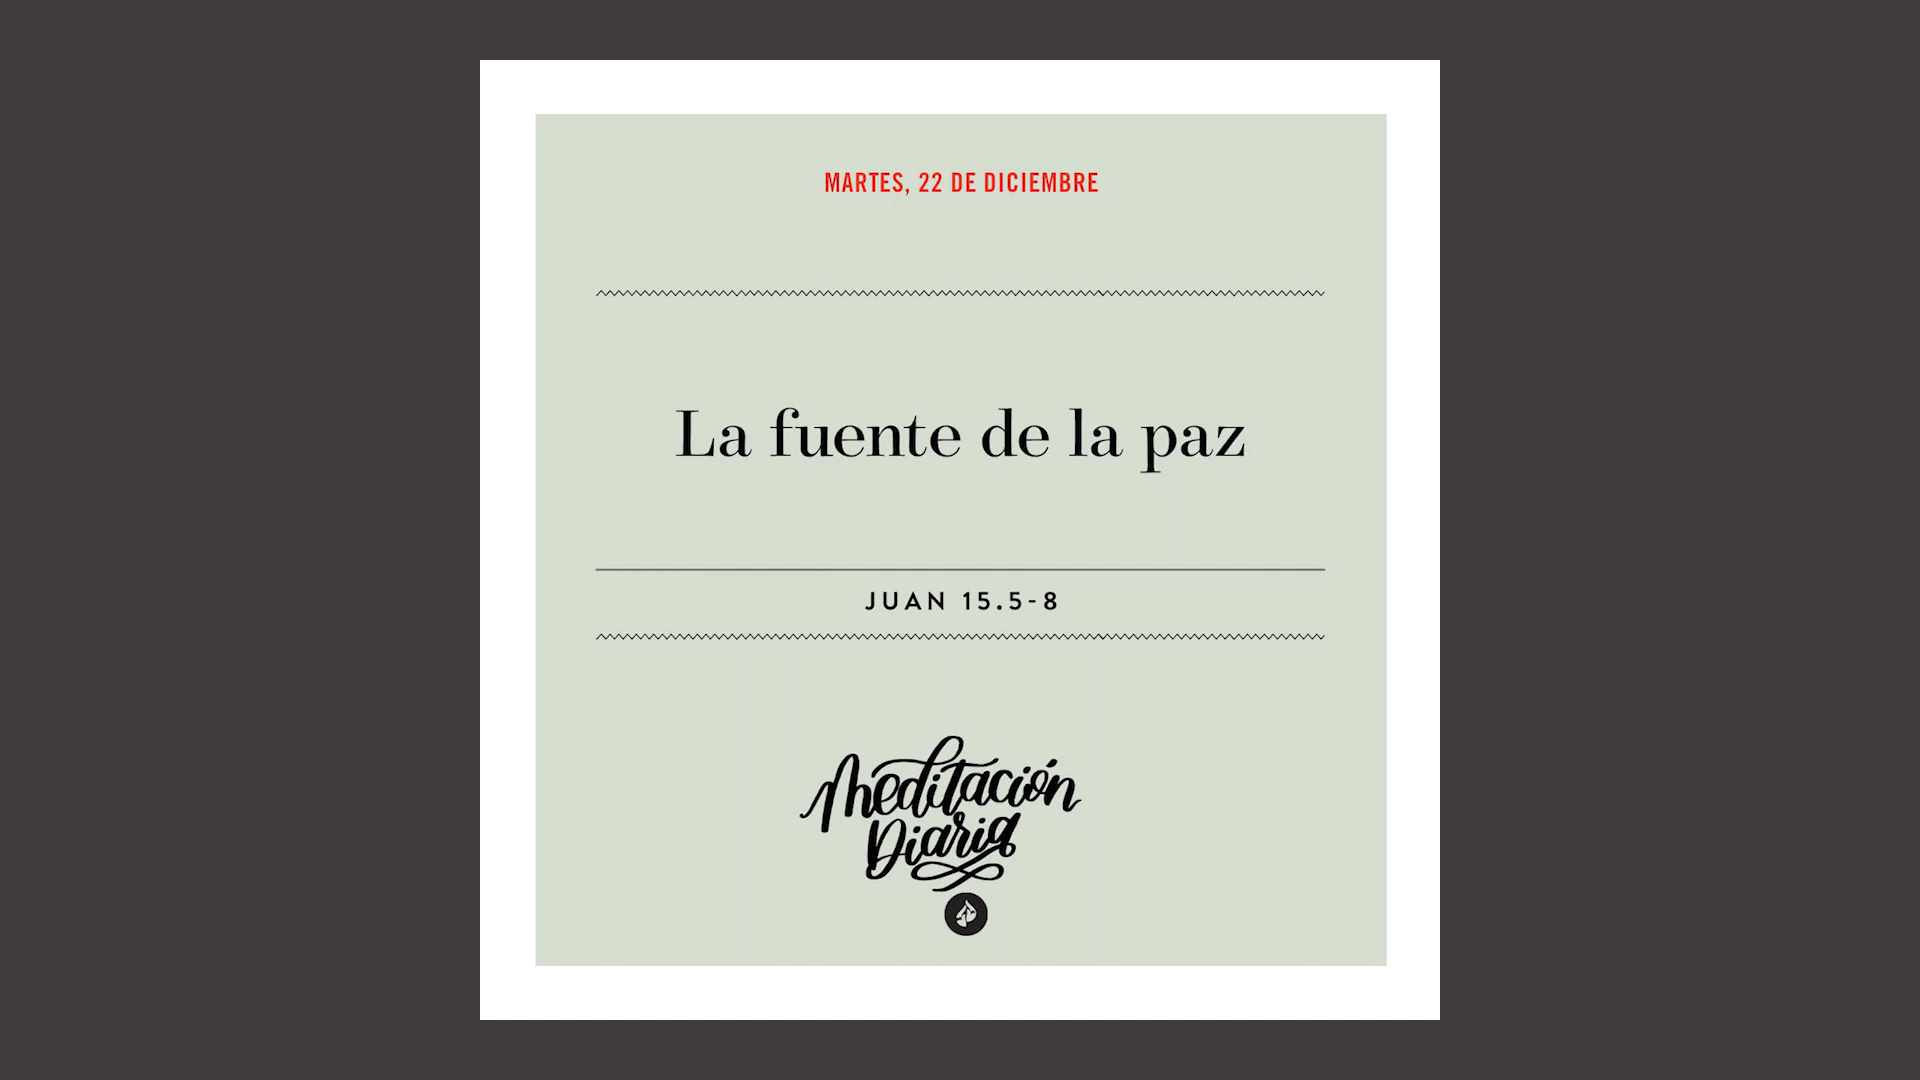 MARTES, 22 DE DICIEMBRE
La fuente de la paz
JUAN 15.5-8
Meditación
Diaria